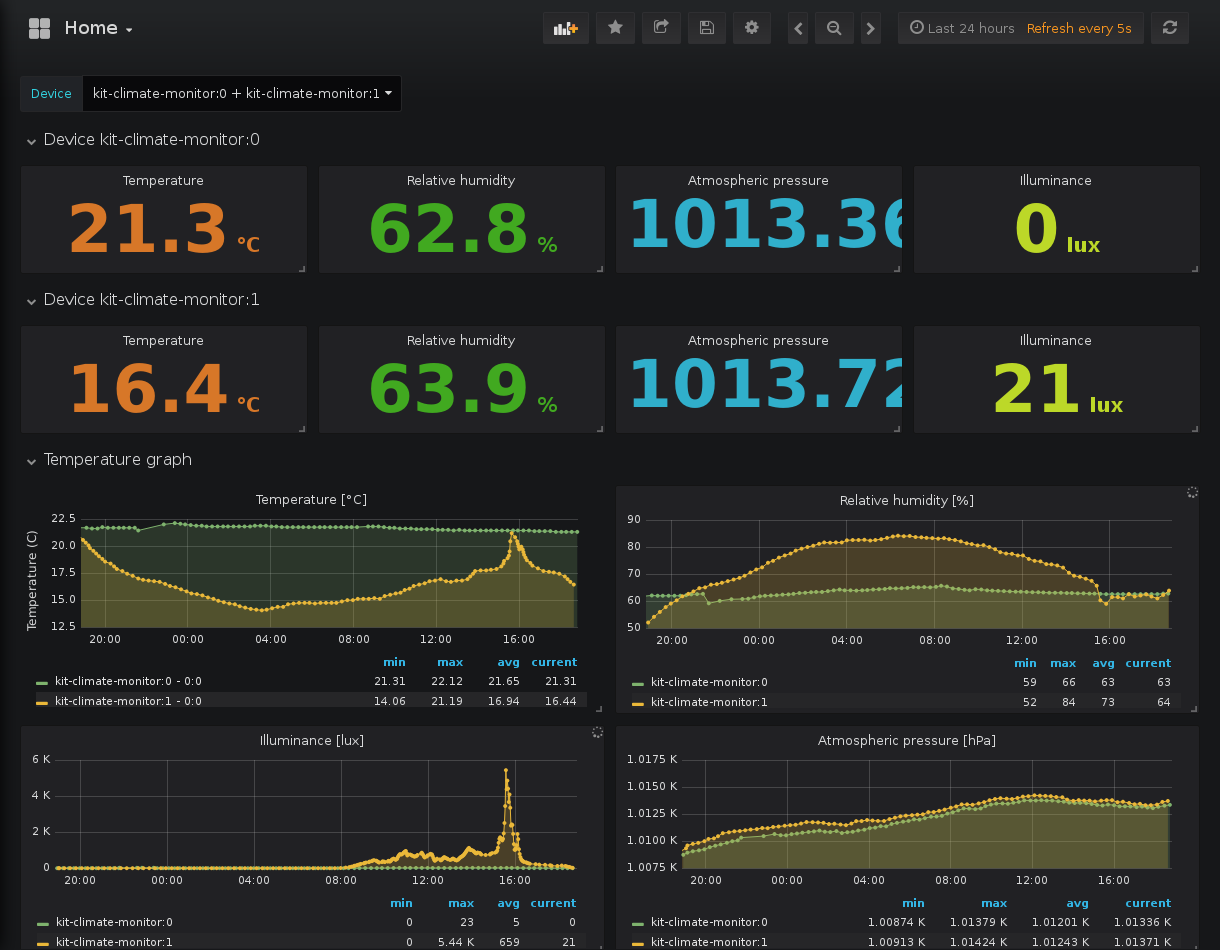 Home
Last 24 hours Refresh every 5s
Device kit-climate-monitor:0 + kit-climate-monitor:1
Device kit-climate-monitor:0
Temperature Relative humidity Atmospheric pressure Illuminance
21.3 °C 62.8 % 1013.36 0 lux
Device kit-climate-monitor:1
Temperature Relative humidity Atmospheric pressure Illuminance
16.4 °C 63.9 % 1013.72 21 lux
Temperature graph
Temperature [°C]
Temperature (C)
22.5
20.0
17.5
15.0
12.5
20:00 00:00 04:00 08:00 12:00 16:00
min max avg current
kit-climate-monitor:0 - 0:0 21.31 22.12 21.65 21.31
kit-climate-monitor:1 - 0:0 14.06 21.19 16.94 16.44
Relative humidity [%]
90
80
70
60
50
20:00 00:00 04:00 08:00 12:00 16:00
min max avg current
kit-climate-monitor:0 59 66 63 63
kit-climate-monitor:1 52 84 73 64
Illuminance [lux]
6 K
4 K
2 K
0
20:00 00:00 04:00 08:00 12:00 16:00
min max avg current
kit-climate-monitor:0 0 23 5 0
kit-climate-monitor:1 0 5.44 K 659 21
Atmospheric pressure [hPa]
1.0175 K
1.0150 K
1.0125 K
1.0100 K
1.0075 K
20:00 00:00 04:00 08:00 12:00 16:00
min max avg current
kit-climate-monitor:0 1.00874 K 1.01379 K 1.01201 K 1.01336 K
kit-climate-monitor:1 1.00913 K 1.01424 K 1.01243 K 1.01371 K